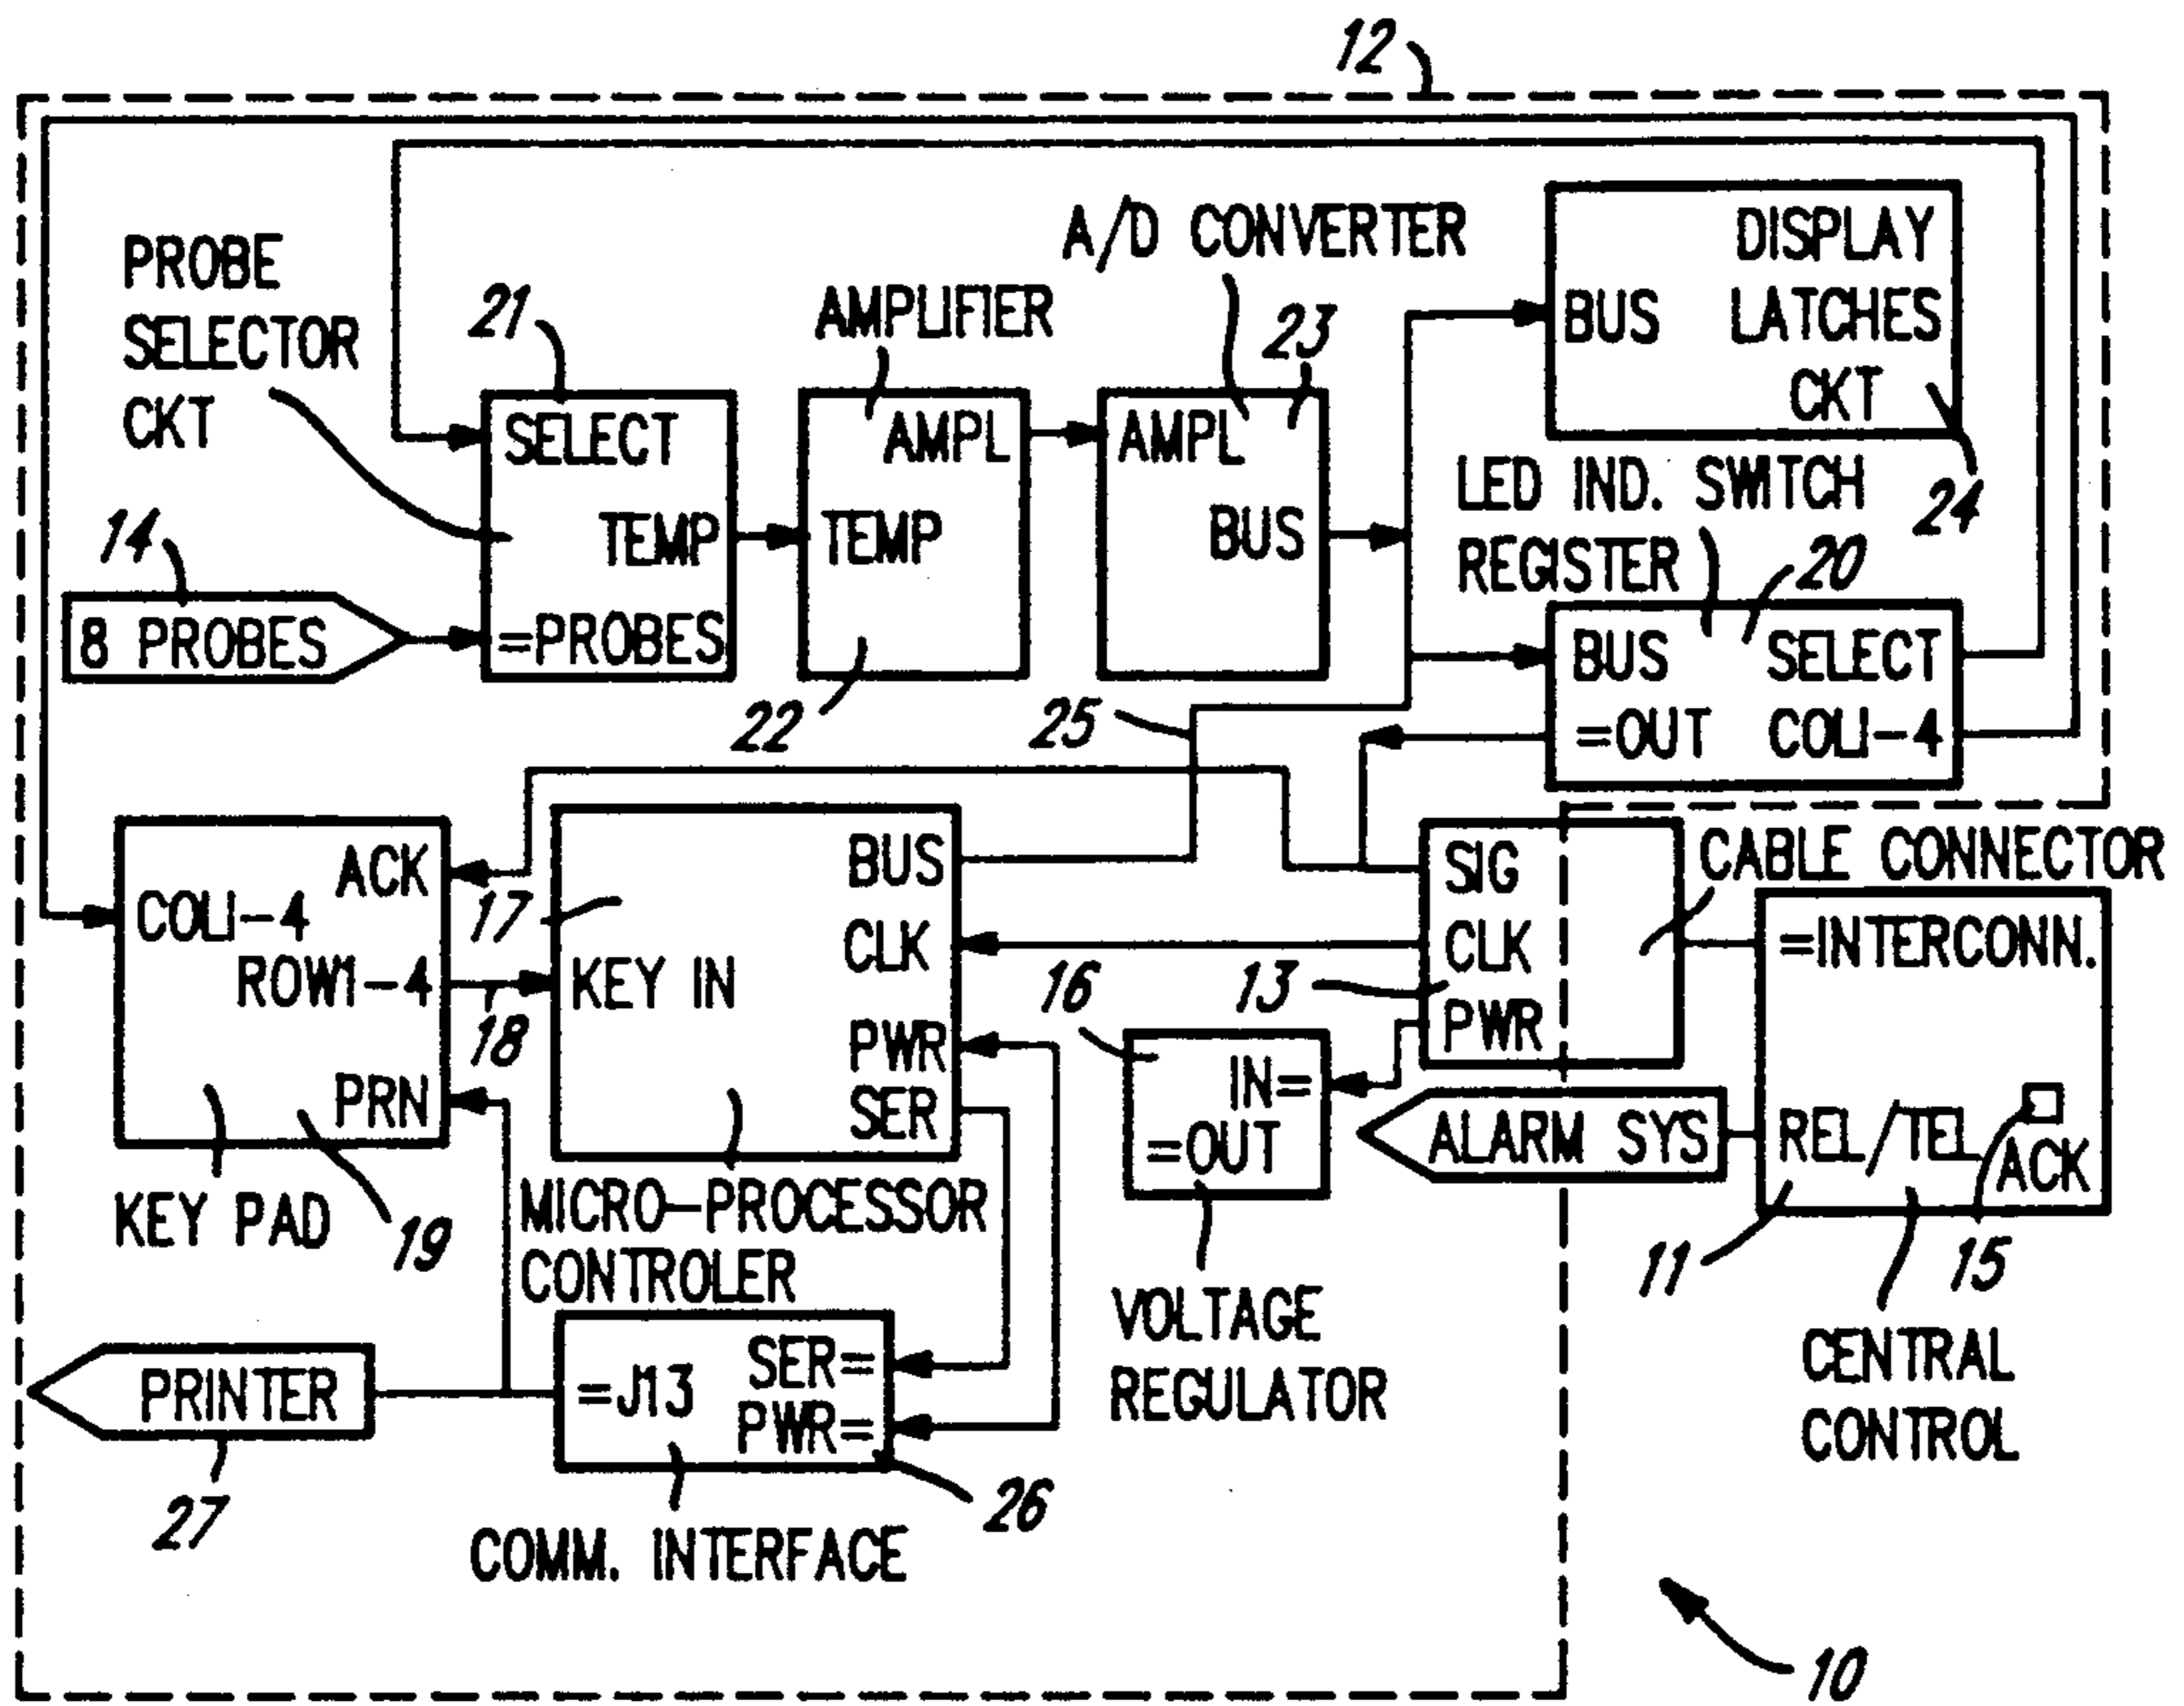 12
PROBE
SELECTOR
CKT
21
AMPLIFIER
A/D CONVERTER
23
DISPLAY
BUS LATCHES
CKT
24
SELECT
TEMP
=PROBES
AMPL
TEMP
22
AMPL
BUS
14
8 PROBES
LED IND. SWITCH
REGISTER
20
BUS SELECT
=OUT COL1-4
25
ACK
COL1-4
ROW1-4
PRN
KEY PAD
19
17
18
BUS
CLK
KEY IN
PWR
SER
MICRO-PROCESSOR
CONTROLER
SIG
CLK
PWR
13
CABLE CONNECTOR
16
IN=
=OUT
VOLTAGE
REGULATOR
ALARM SYS
=INTERCONN.
REL/TEL
ACK
11
15
CENTRAL
CONTROL
PRINTER
27
SER=
=J13
PWR=
26
COMM. INTERFACE
10